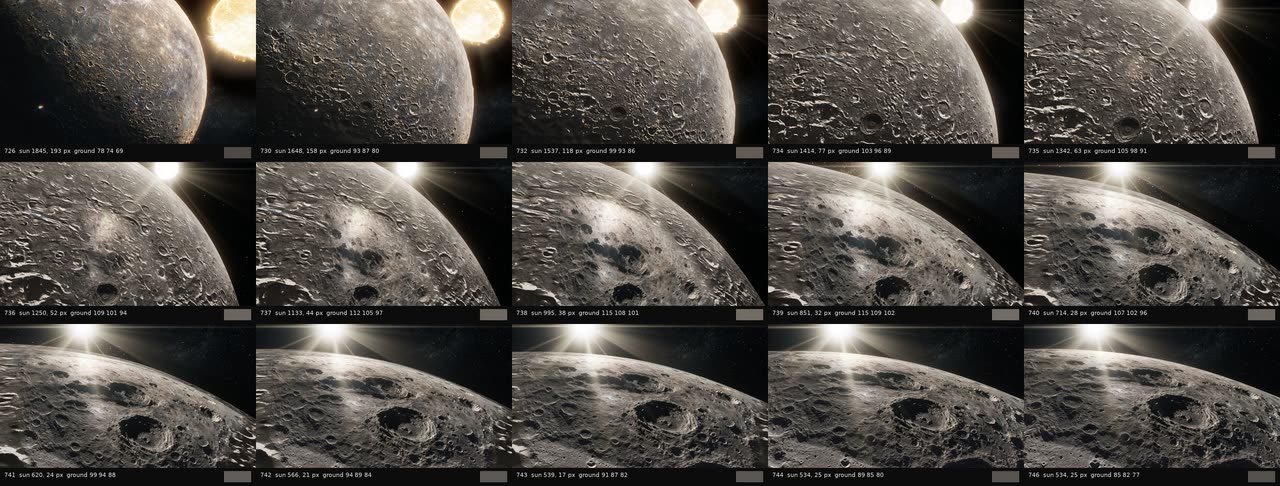 726 sun 1845, 193 px ground 78 74 69
730 sun 1648, 158 px ground 93 87 80
732 sun 1537, 118 px ground 99 93 86
734 sun 1414, 77 px ground 103 96 89
735 sun 1342, 63 px ground 105 98 91
736 sun 1250, 52 px ground 109 101 94
737 sun 1133, 44 px ground 112 105 97
738 sun 995, 38 px ground 115 108 101
739 sun 851, 32 px ground 115 109 102
740 sun 714, 28 px ground 107 102 96
741 sun 620, 24 px ground 99 94 88
742 sun 566, 21 px ground 94 89 84
743 sun 539, 17 px ground 91 87 82
744 sun 534, 25 px ground 89 85 80
746 sun 534, 25 px ground 85 82 77